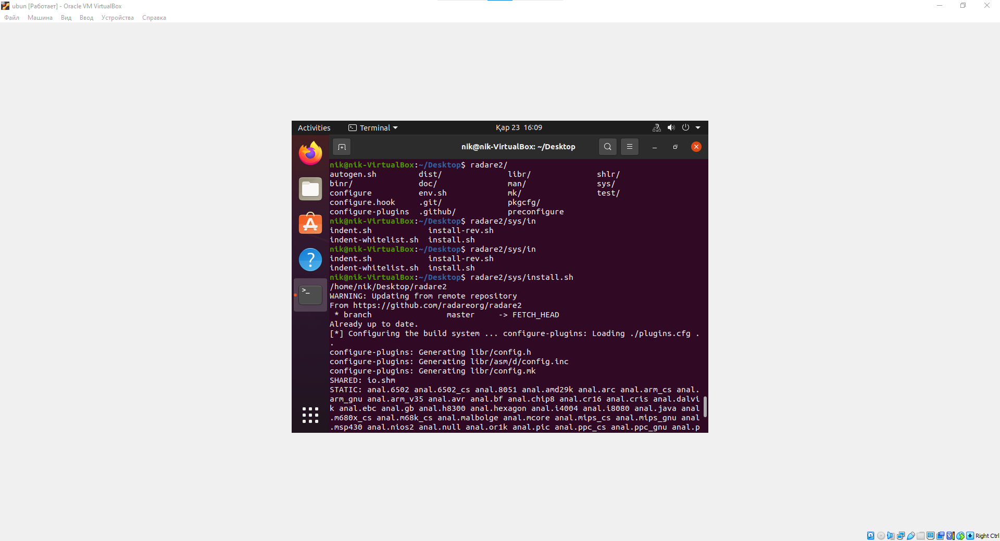 ubun [Работает] - Oracle VM VirtualBox
Файл Машина Вид Ввод Устройства Справка
Activities Terminal Қар 23 16:09
nik@nik-VirtualBox: ~/Desktop
nik@nik-VirtualBox:~/Desktop$ radare2/
autogen.sh dist/ libr/ shlr/
binr/ doc/ man/ sys/
configure env.sh mk/ test/
configure.hook .git/ pkgcfg/
configure-plugins .github/ preconfigure
nik@nik-VirtualBox:~/Desktop$ radare2/sys/in
indent.sh install-rev.sh
indent-whitelist.sh install.sh
nik@nik-VirtualBox:~/Desktop$ radare2/sys/in
indent.sh install-rev.sh
indent-whitelist.sh install.sh
nik@nik-VirtualBox:~/Desktop$ radare2/sys/install.sh
/home/nik/Desktop/radare2
WARNING: Updating from remote repository
From https://github.com/radareorg/radare2
 * branch master -> FETCH_HEAD
Already up to date.
[*] Configuring the build system ... configure-plugins: Loading ./plugins.cfg .
.
configure-plugins: Generating libr/config.h
configure-plugins: Generating libr/asm/d/config.inc
configure-plugins: Generating libr/config.mk
SHARED: io.shm
STATIC: anal.6502 anal.6502_cs anal.8051 anal.amd29k anal.arc anal.arm_cs anal.
arm_gnu anal.arm_v35 anal.avr anal.bf anal.chip8 anal.cr16 anal.cris anal.dalvi
k anal.ebc anal.gb anal.h8300 anal.hexagon anal.i4004 anal.i8080 anal.java anal
.m680x_cs anal.m68k_cs anal.malbolge anal.mcore anal.mips_cs anal.mips_gnu anal
.msp430 anal.nios2 anal.null anal.or1k anal.pic anal.ppc_cs anal.ppc_gnu anal.p
Right Ctrl